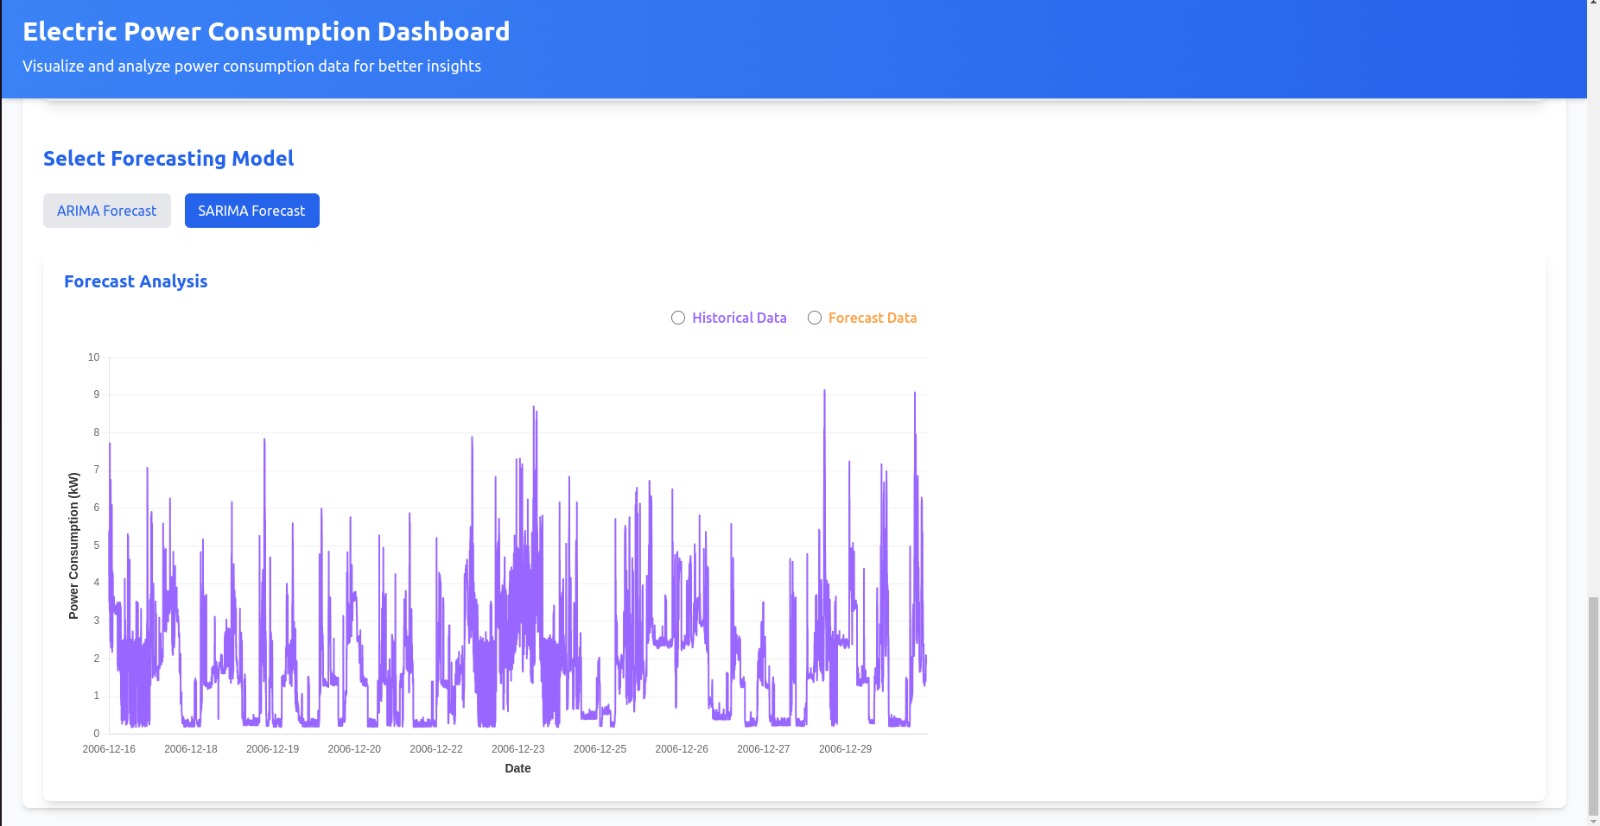 Electric Power Consumption Dashboard
Visualize and analyze power consumption data for better insights
Select Forecasting Model
ARIMA Forecast SARIMA Forecast
Forecast Analysis
Historical Data Forecast Data
10
9
8
7
6
5
4
3
2
1
0
Power Consumption (kW)
2006-12-16 2006-12-18 2006-12-19 2006-12-20 2006-12-22 2006-12-23 2006-12-25 2006-12-26 2006-12-27 2006-12-29
Date